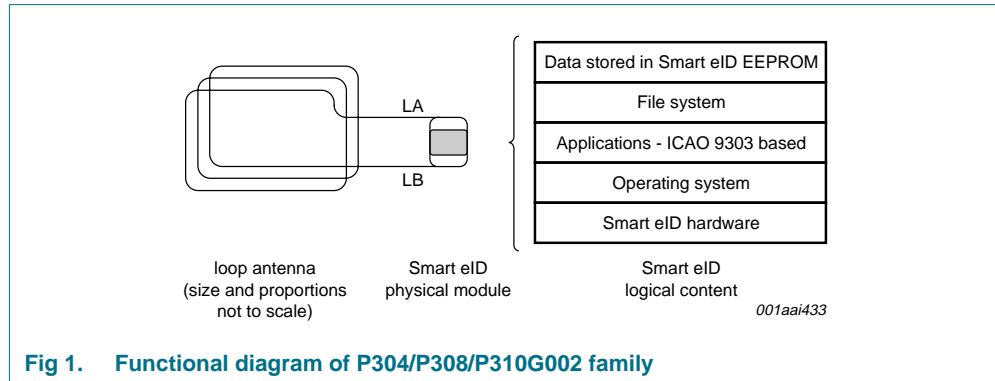 LA
LB
Data stored in Smart eID EEPROM
File system
Applications - ICAO 9303 based
Operating system
Smart eID hardware
loop antenna
(size and proportions
not to scale)
Smart eID
physical module
Smart eID
logical content
001aai433
Fig 1. Functional diagram of P304/P308/P310G002 family